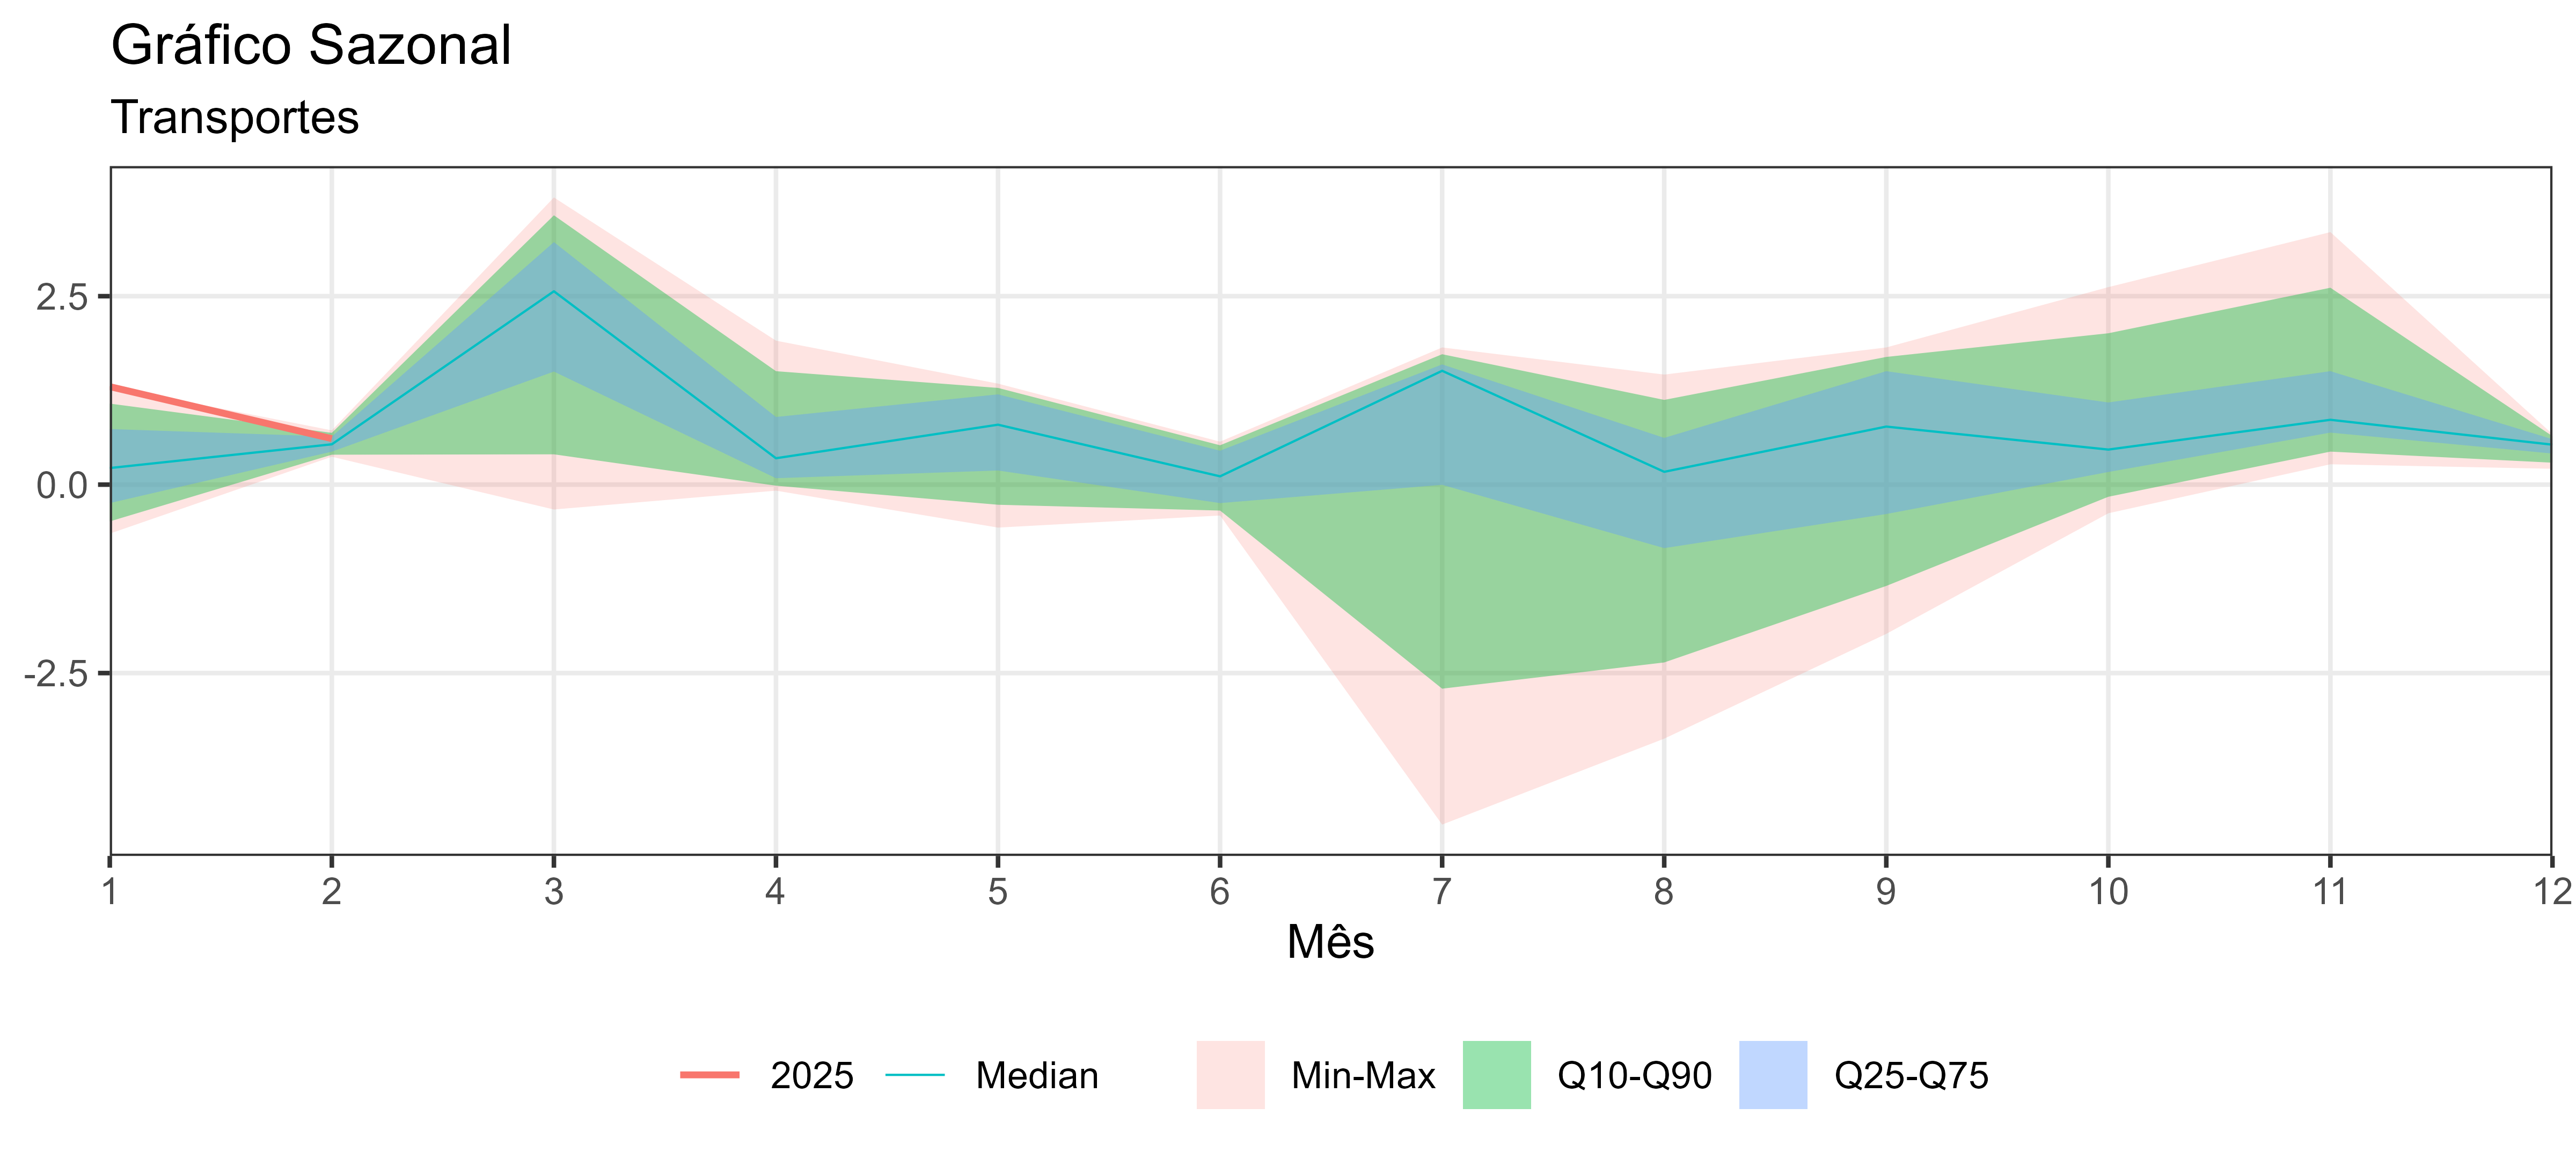 Gráfico Sazonal
Transportes
2.5
0.0
-2.5
1 2 3 4 5 6 7 8 9 10 11 12
Mês
2025 Median Min-Max Q10-Q90 Q25-Q75